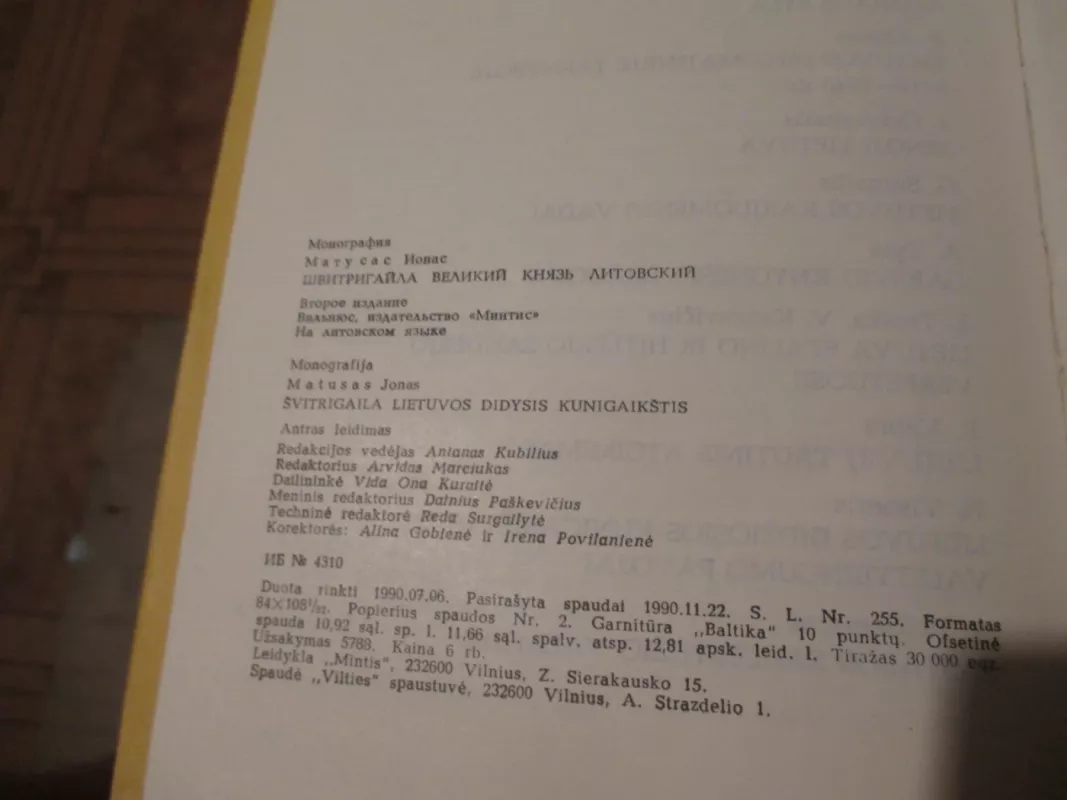 Монография
Матусас Ионас
ШВИТРИГАЙЛА ВЕЛИКИЙ КНЯЗЬ ЛИТОВСКИЙ
Второе издание
Вильнюс, издательство «Минтис»
На литовском языке
Monografija
Matusas Jonas
ŠVITRIGAILA LIETUVOS DIDYSIS KUNIGAIKŠTIS
Antras leidimas
Redakcijos vedėjas Antanas Kubilius
Redaktorius Arvidas Marciukas
Dailininkė Vida Ona Kuraitė
Meninis redaktorius Dainius Paškevičius
Techninė redaktorė Reda Surgailytė
Korektorės: Alina Gobienė ir Irena Povilanienė
ИБ № 4310
Duota rinkti 1990.07.06. Pasirašyta spaudai 1990.11.22. S. L. Nr. 255. Formatas
84×108¹/₃₂. Popierius spaudos Nr. 2. Garnitūra „Baltika" 10 punktų. Ofsetinė
spauda 10,92 sąl. sp. l. 11,66 sąl. spalv. atsp. 12,81 apsk. leid. l. Tiražas 30 000 egz.
Užsakymas 5788. Kaina 6 rb.
Leidykla „Mintis", 232600 Vilnius, Z. Sierakausko 15.
Spaudė „Vilties" spaustuvė, 232600 Vilnius, A. Strazdelio 1.